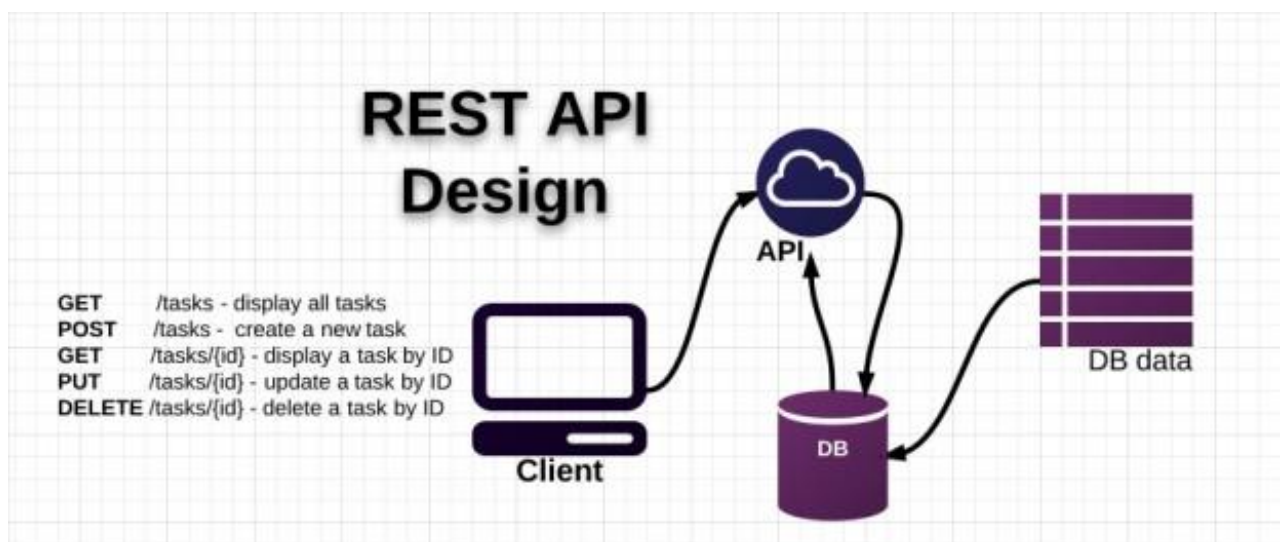 REST API
Design
API
GET /tasks - display all tasks
POST /tasks - create a new task
GET /tasks/{id} - display a task by ID
PUT /tasks/{id} - update a task by ID
DELETE /tasks/{id} - delete a task by ID
Client
DB
DB data